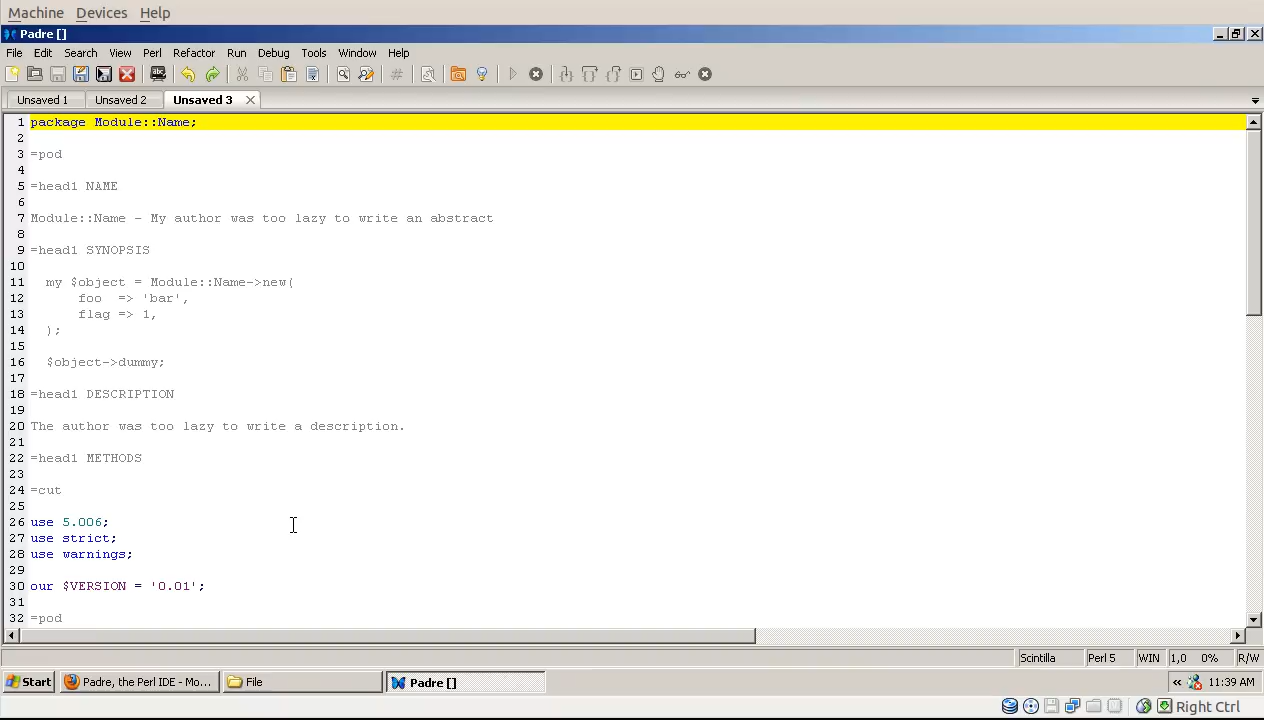 Machine Devices Help
Padre []
File Edit Search View Perl Refactor Run Debug Tools Window Help
Unsaved 1 Unsaved 2 Unsaved 3
1 package Module::Name;
2
3 =pod
4
5 =head1 NAME
6
7 Module::Name - My author was too lazy to write an abstract
8
9 =head1 SYNOPSIS
10
11 my $object = Module::Name->new(
12 foo => 'bar',
13 flag => 1,
14 );
15
16 $object->dummy;
17
18 =head1 DESCRIPTION
19
20 The author was too lazy to write a description.
21
22 =head1 METHODS
23
24 =cut
25
26 use 5.006;
27 use strict;
28 use warnings;
29
30 our $VERSION = '0.01';
31
32 =pod
Scintilla Perl 5 WIN 1,0 0% R/W
Start Padre, the Perl IDE - Mo... File Padre [] « 11:39 AM
Right Ctrl